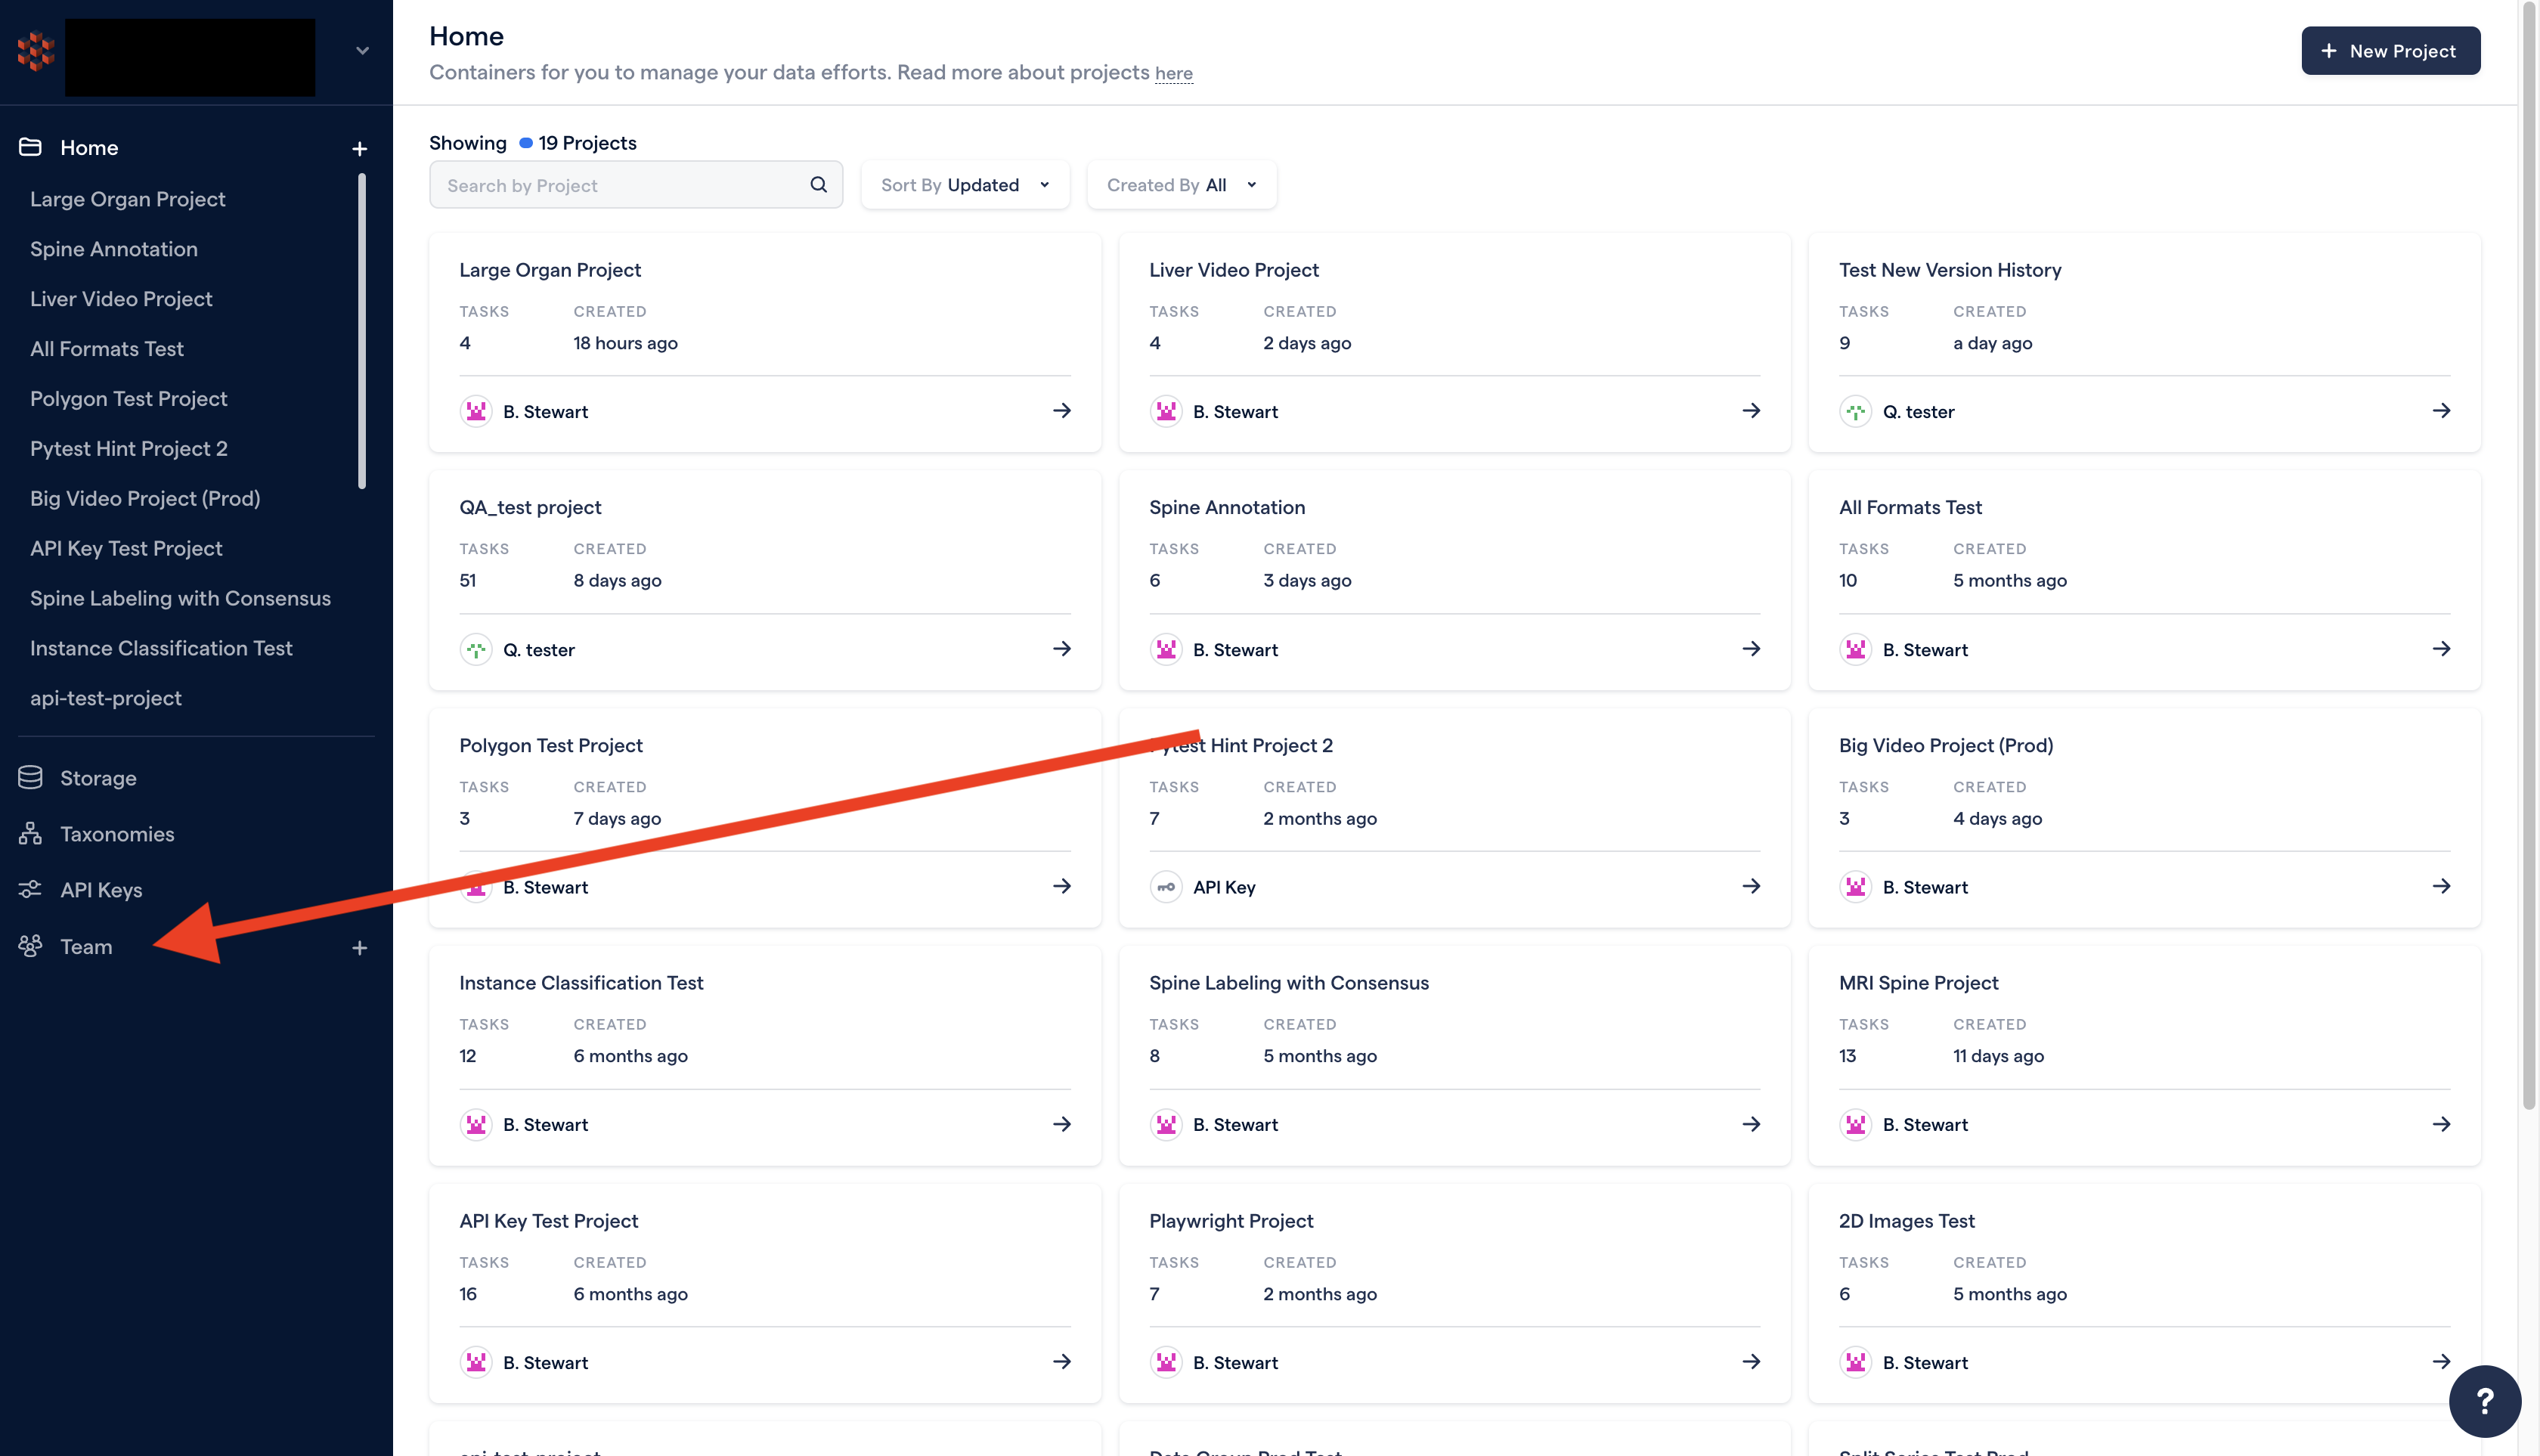 Home
Large Organ Project
Spine Annotation
Liver Video Project
All Formats Test
Polygon Test Project
Pytest Hint Project 2
Big Video Project (Prod)
API Key Test Project
Spine Labeling with Consensus
Instance Classification Test
api-test-project
Storage
Taxonomies
API Keys
Team
Home
Containers for you to manage your data efforts. Read more about projects here
+ New Project
Showing 19 Projects
Search by Project
Sort By Updated
Created By All
Large Organ Project
TASKS CREATED
4 18 hours ago
B. Stewart
Liver Video Project
TASKS CREATED
4 2 days ago
B. Stewart
Test New Version History
TASKS CREATED
9 a day ago
Q. tester
QA_test project
TASKS CREATED
51 8 days ago
Q. tester
Spine Annotation
TASKS CREATED
6 3 days ago
B. Stewart
All Formats Test
TASKS CREATED
10 5 months ago
B. Stewart
Polygon Test Project
TASKS CREATED
3 7 days ago
B. Stewart
Pytest Hint Project 2
TASKS CREATED
7 2 months ago
API Key
Big Video Project (Prod)
TASKS CREATED
3 4 days ago
B. Stewart
Instance Classification Test
TASKS CREATED
12 6 months ago
B. Stewart
Spine Labeling with Consensus
TASKS CREATED
8 5 months ago
B. Stewart
MRI Spine Project
TASKS CREATED
13 11 days ago
B. Stewart
API Key Test Project
TASKS CREATED
16 6 months ago
B. Stewart
Playwright Project
TASKS CREATED
7 2 months ago
B. Stewart
2D Images Test
TASKS CREATED
6 5 months ago
B. Stewart
?
api-test-project
Data Group Prod Test
Split Series Test Prod